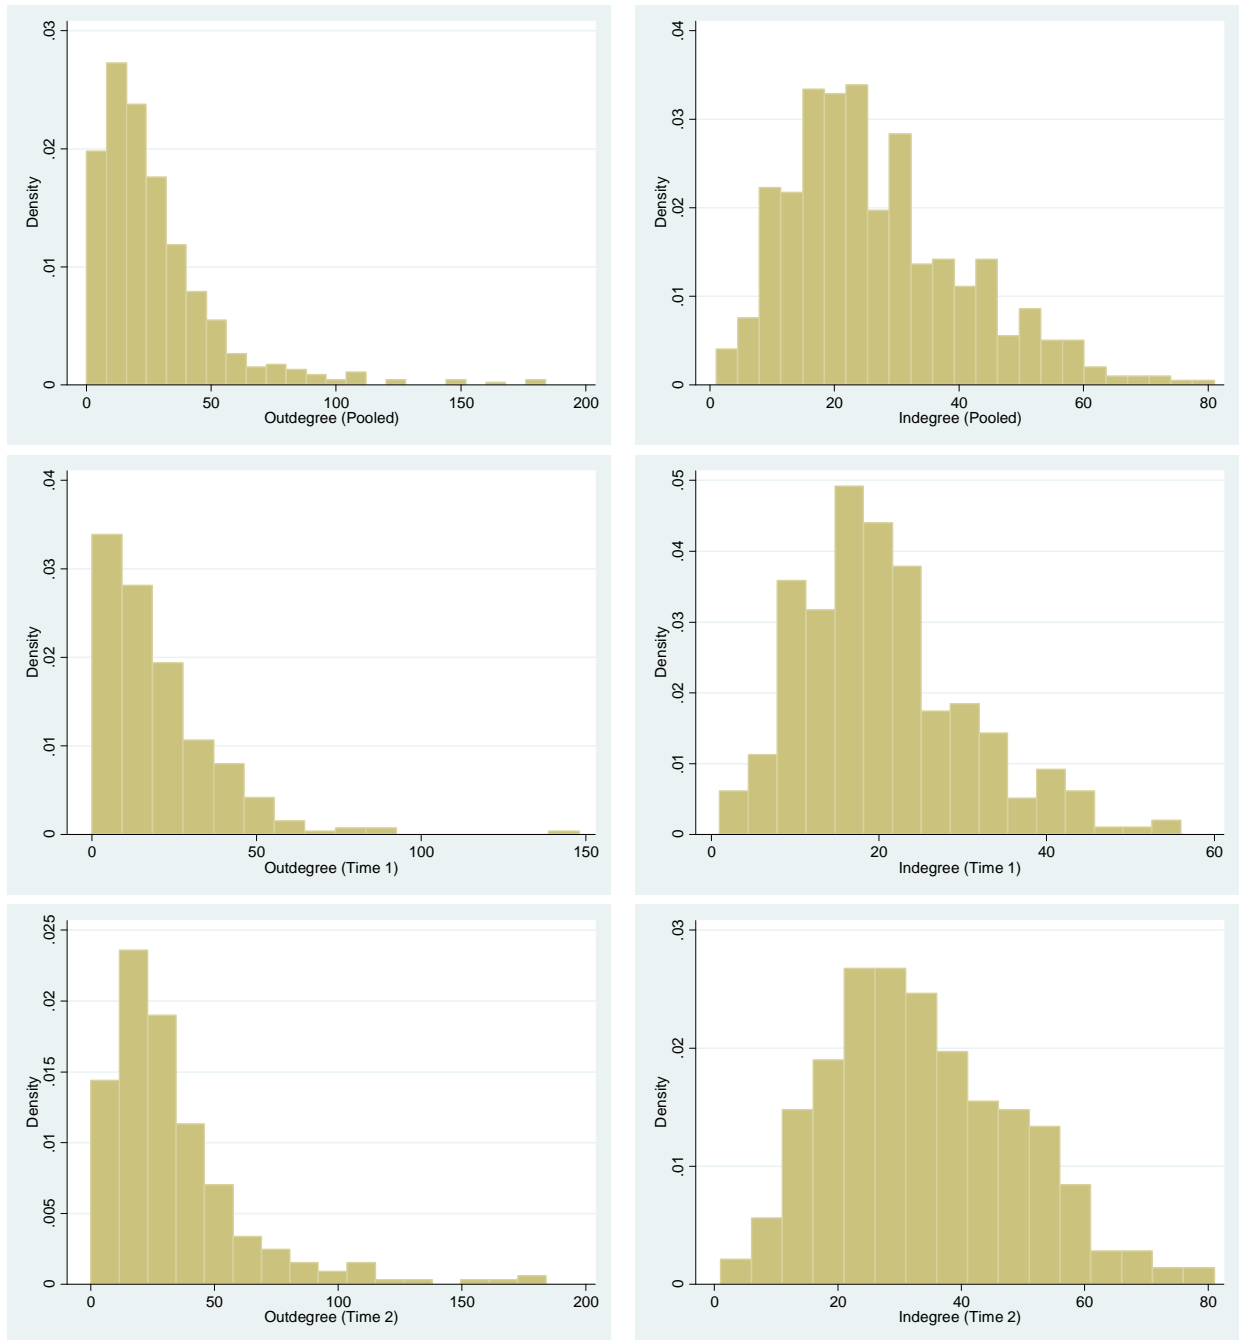 Density
0 .01 .02 .03
0 50 100 150 200
Outdegree (Pooled)
Density
0 .01 .02 .03 .04
0 20 40 60 80
Indegree (Pooled)
Density
0 .01 .02 .03 .04
0 50 100 150
Outdegree (Time 1)
Density
0 .01 .02 .03 .04 .05
0 20 40 60
Indegree (Time 1)
Density
0 .005 .01 .015 .02 .025
0 50 100 150 200
Outdegree (Time 2)
Density
0 .01 .02 .03
0 20 40 60 80
Indegree (Time 2)